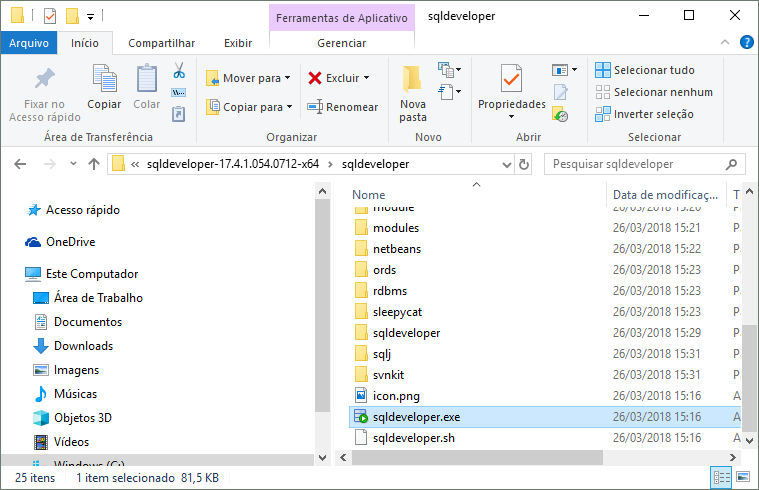 Ferramentas de Aplicativo sqldeveloper
Arquivo Início Compartilhar Exibir Gerenciar
Fixar no Acesso rápido
Copiar
Colar
Área de Transferência
Mover para
Copiar para
Excluir
Renomear
Organizar
Nova pasta
Novo
Propriedades
Abrir
Selecionar tudo
Selecionar nenhum
Inverter seleção
Selecionar
« sqldeveloper-17.4.1.054.0712-x64 > sqldeveloper
Pesquisar sqldeveloper
Acesso rápido
OneDrive
Este Computador
Área de Trabalho
Documentos
Downloads
Imagens
Músicas
Objetos 3D
Vídeos
Windows (C:)
Nome Data de modificaç... T
module 26/03/2018 15:20 P
modules 26/03/2018 15:21 P
netbeans 26/03/2018 15:22 P
ords 26/03/2018 15:23 P
rdbms 26/03/2018 15:23 P
sleepycat 26/03/2018 15:23 P
sqldeveloper 26/03/2018 15:29 P
sqlj 26/03/2018 15:31 P
svnkit 26/03/2018 15:31 P
icon.png 26/03/2018 15:16 A
sqldeveloper.exe 26/03/2018 15:16 A
sqldeveloper.sh 26/03/2018 15:16 A
25 itens 1 item selecionado 81,5 KB